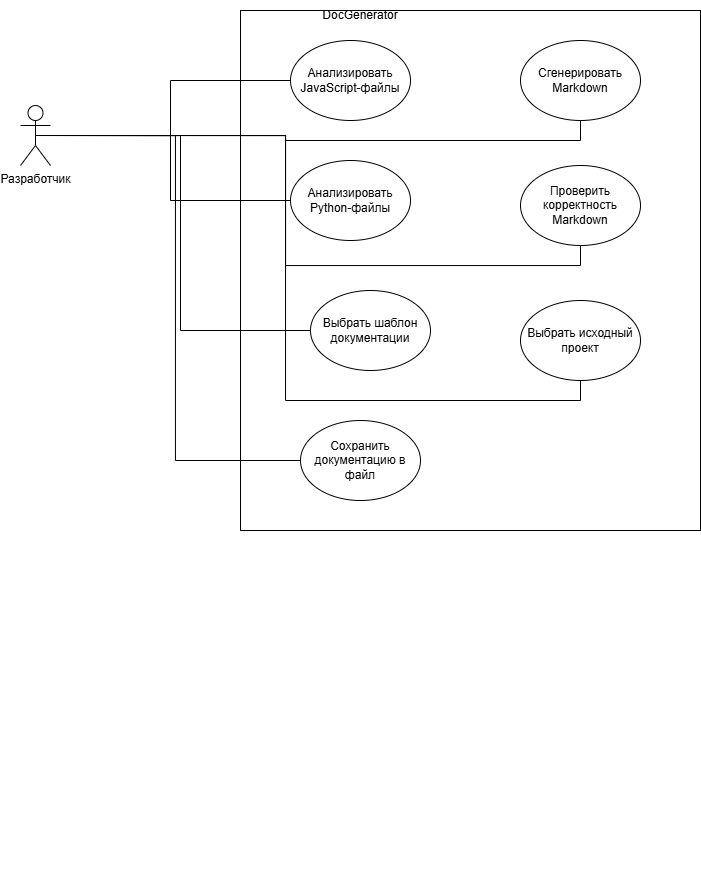 DocGenerator
Анализировать
JavaScript-файлы
Сгенерировать
Markdown
Разработчик
Анализировать
Python-файлы
Проверить
корректность
Markdown
Выбрать шаблон
документации
Выбрать исходный
проект
Сохранить
документацию в
файл